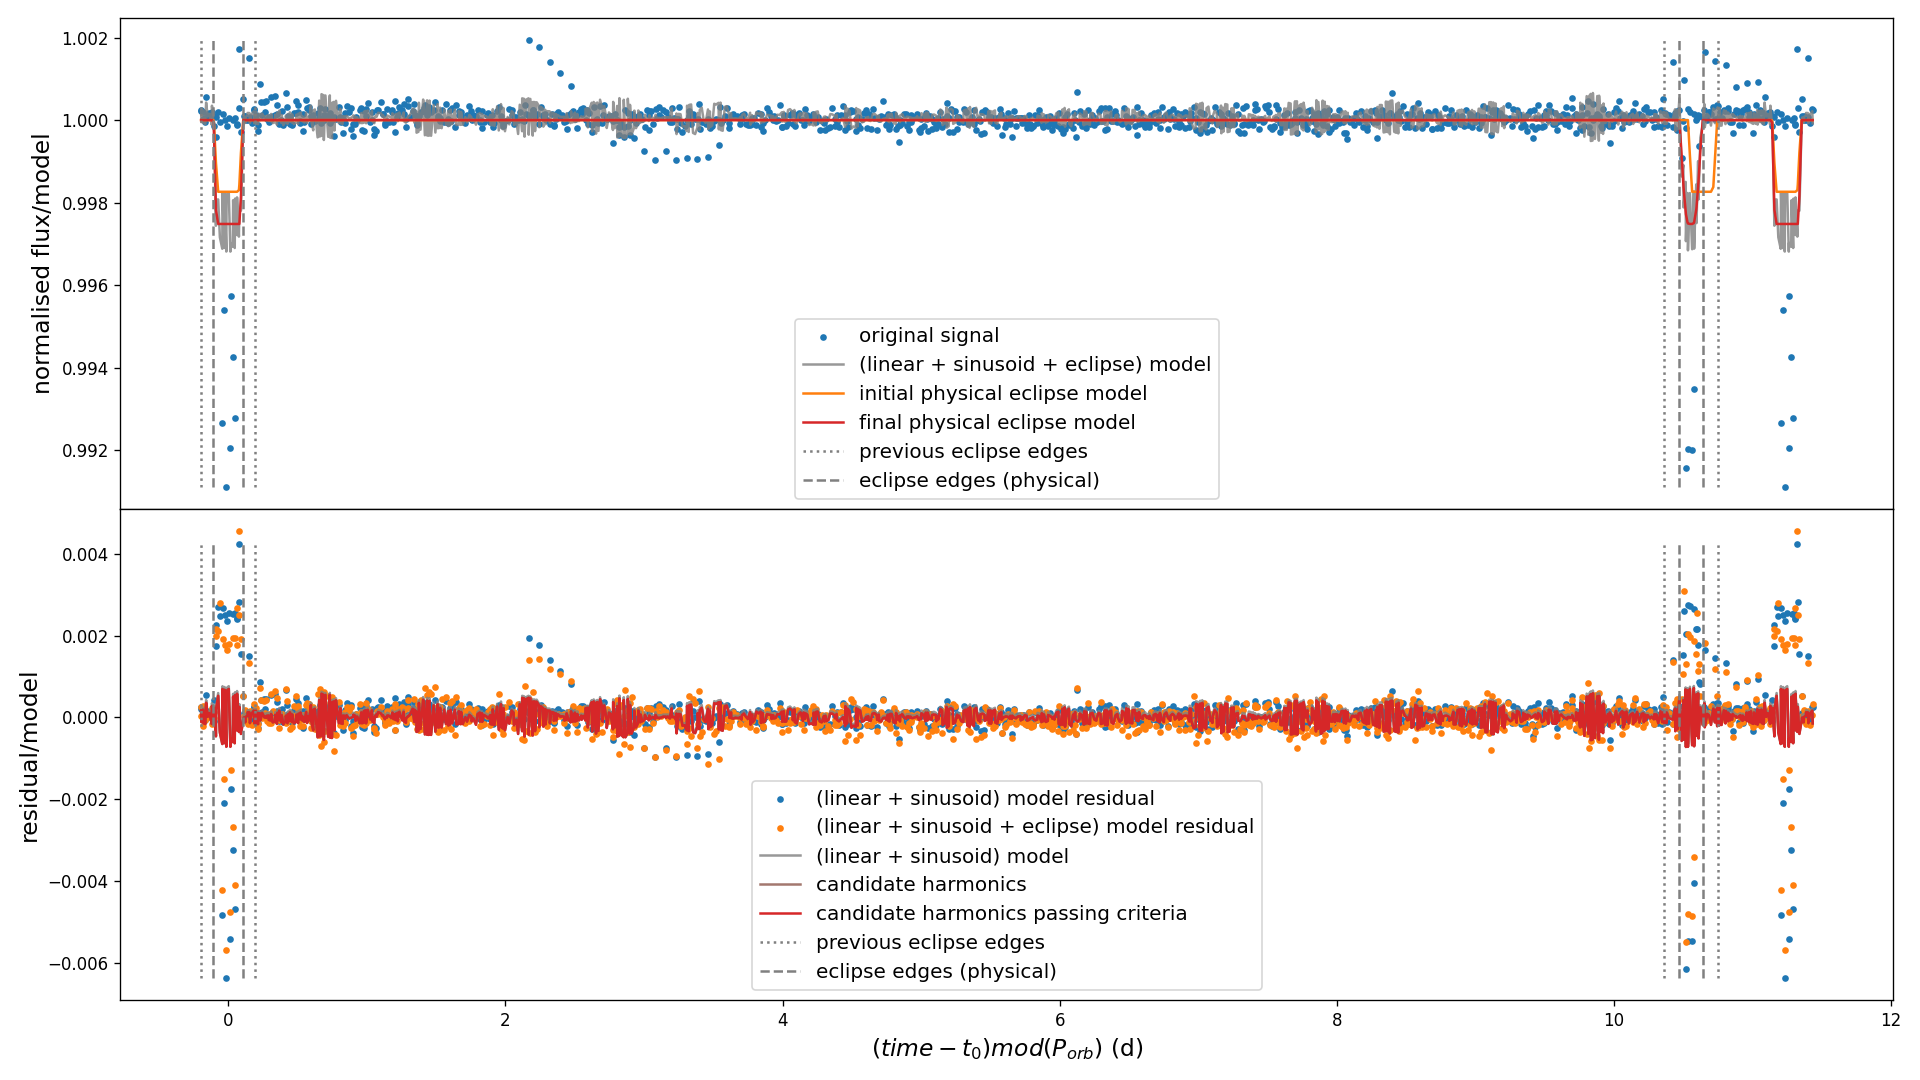 normalised flux/model
1.002
1.000
0.998
0.996
0.994
0.992
original signal
(linear + sinusoid + eclipse) model
initial physical eclipse model
final physical eclipse model
previous eclipse edges
eclipse edges (physical)
residual/model
0.004
0.002
0.000
−0.002
−0.004
−0.006
(linear + sinusoid) model residual
(linear + sinusoid + eclipse) model residual
(linear + sinusoid) model
candidate harmonics
candidate harmonics passing criteria
previous eclipse edges
eclipse edges (physical)
0 2 4 6 8 10 12
(time − t₀)mod(P_orb) (d)